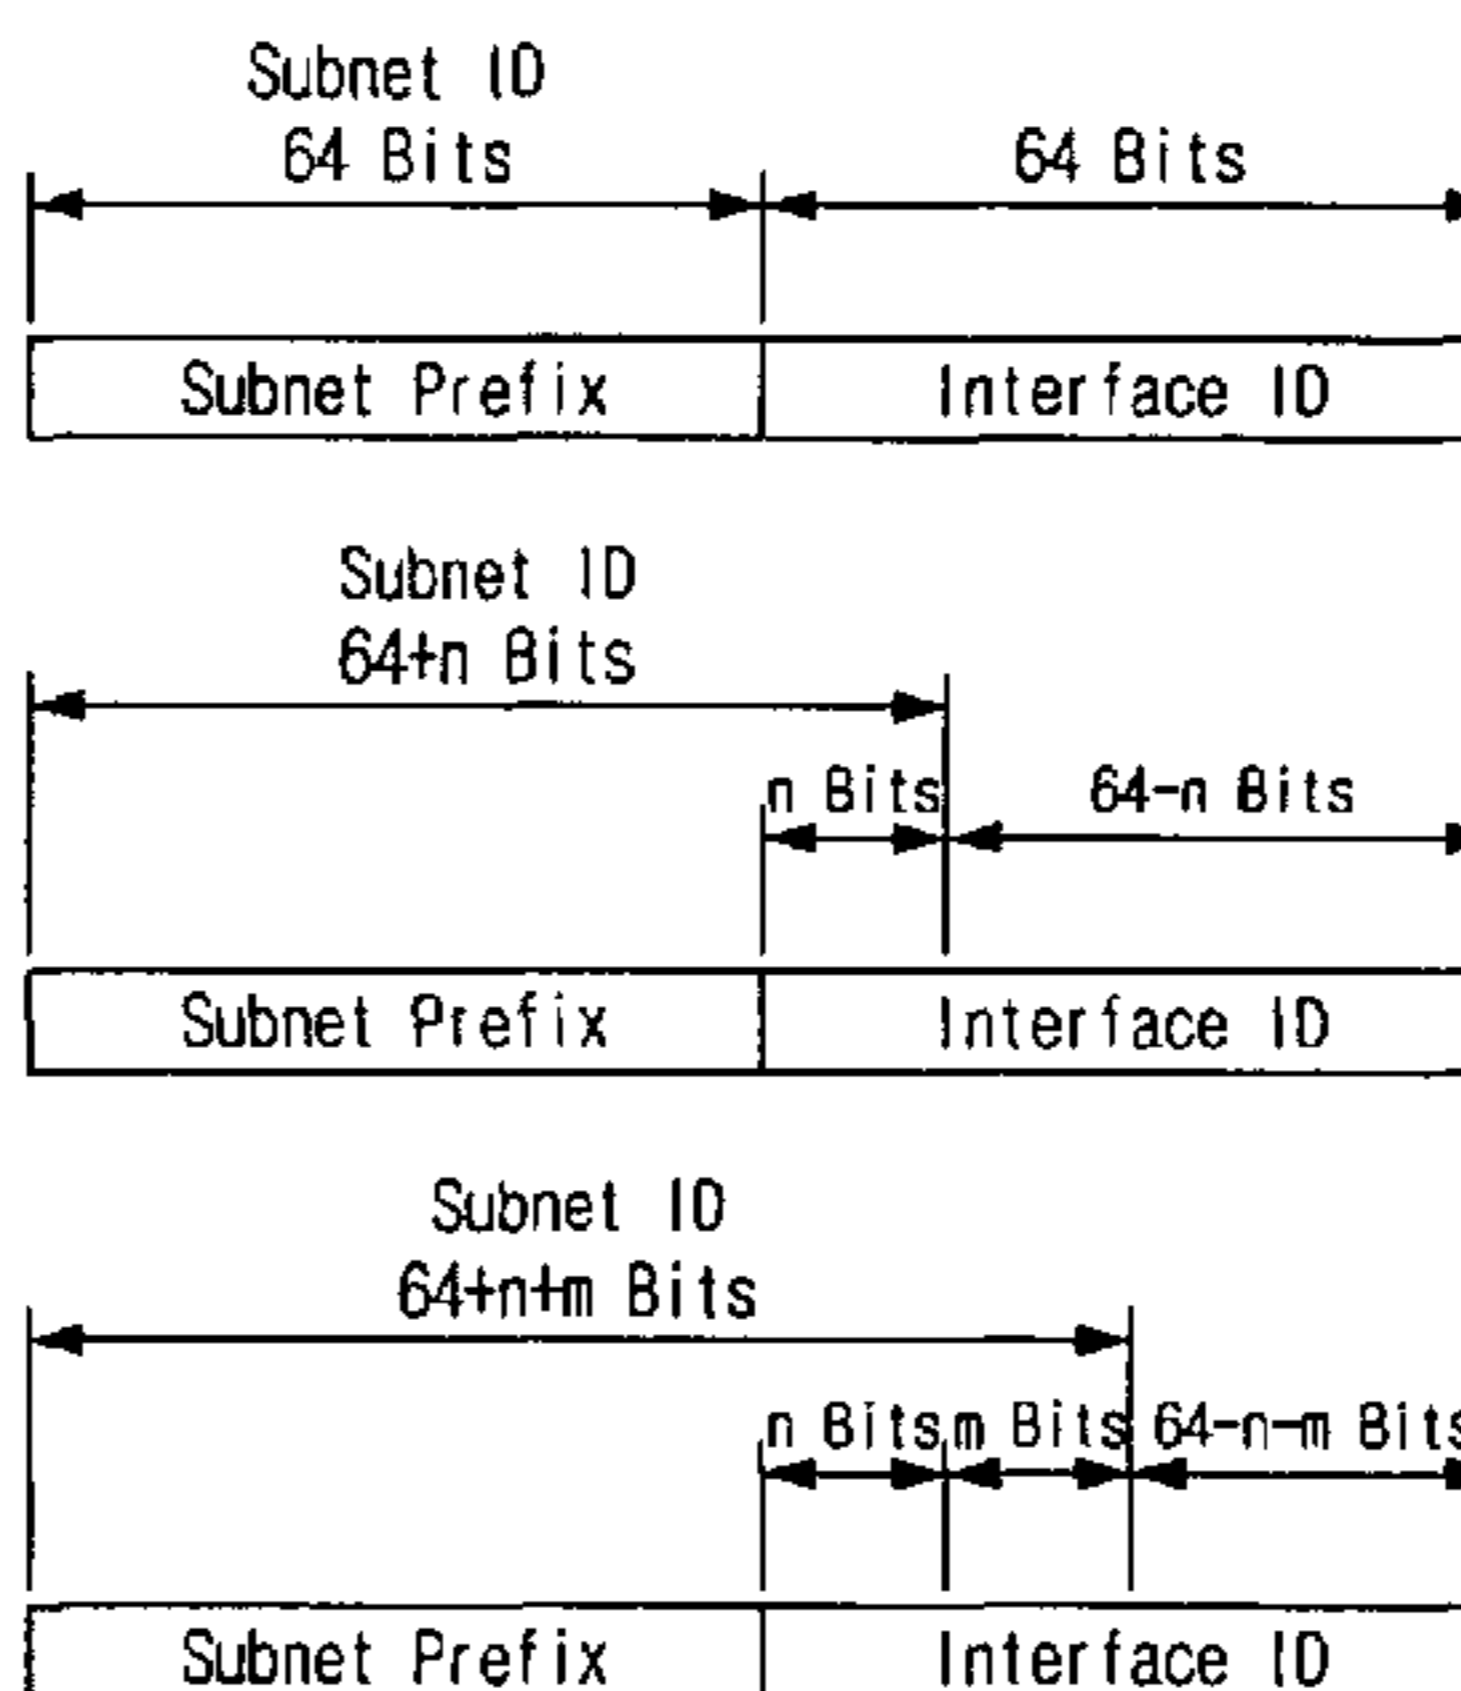 Subnet ID
64 Bits
64 Bits
Subnet Prefix
Interface ID
Subnet ID
64+n Bits
n Bits
64-n Bits
Subnet Prefix
Interface ID
Subnet ID
64+n+m Bits
n Bits
m Bits
64-n-m Bits
Subnet Prefix
Interface ID